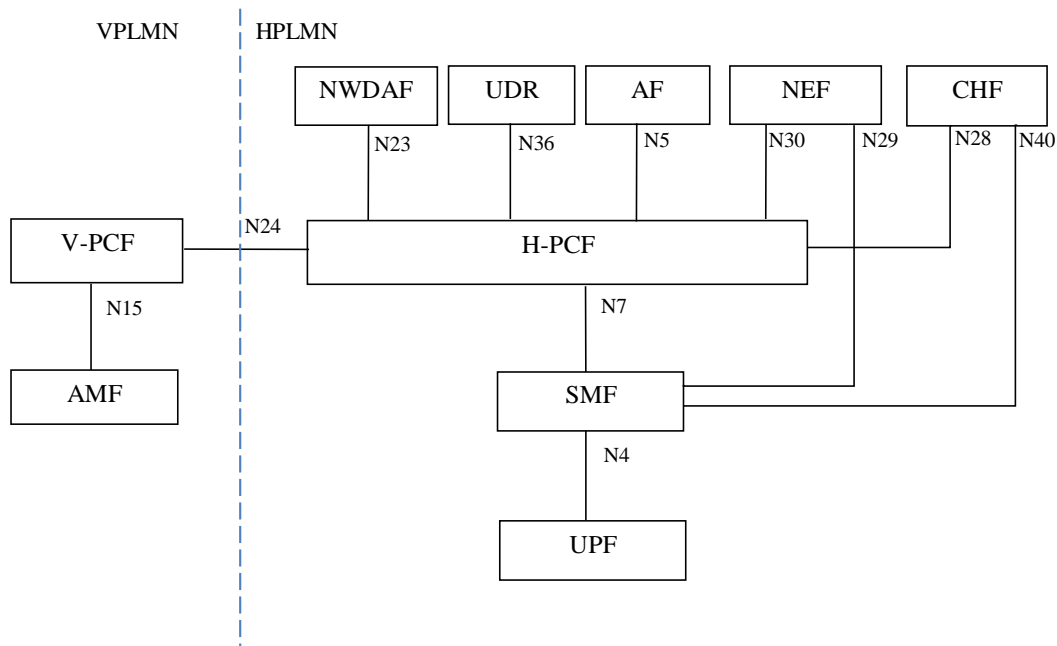 VPLMN
HPLMN
NWDAF
UDR
AF
NEF
CHF
N23
N36
N5
N30
N29
N28
N40
N24
V-PCF
H-PCF
N15
N7
AMF
SMF
N4
UPF